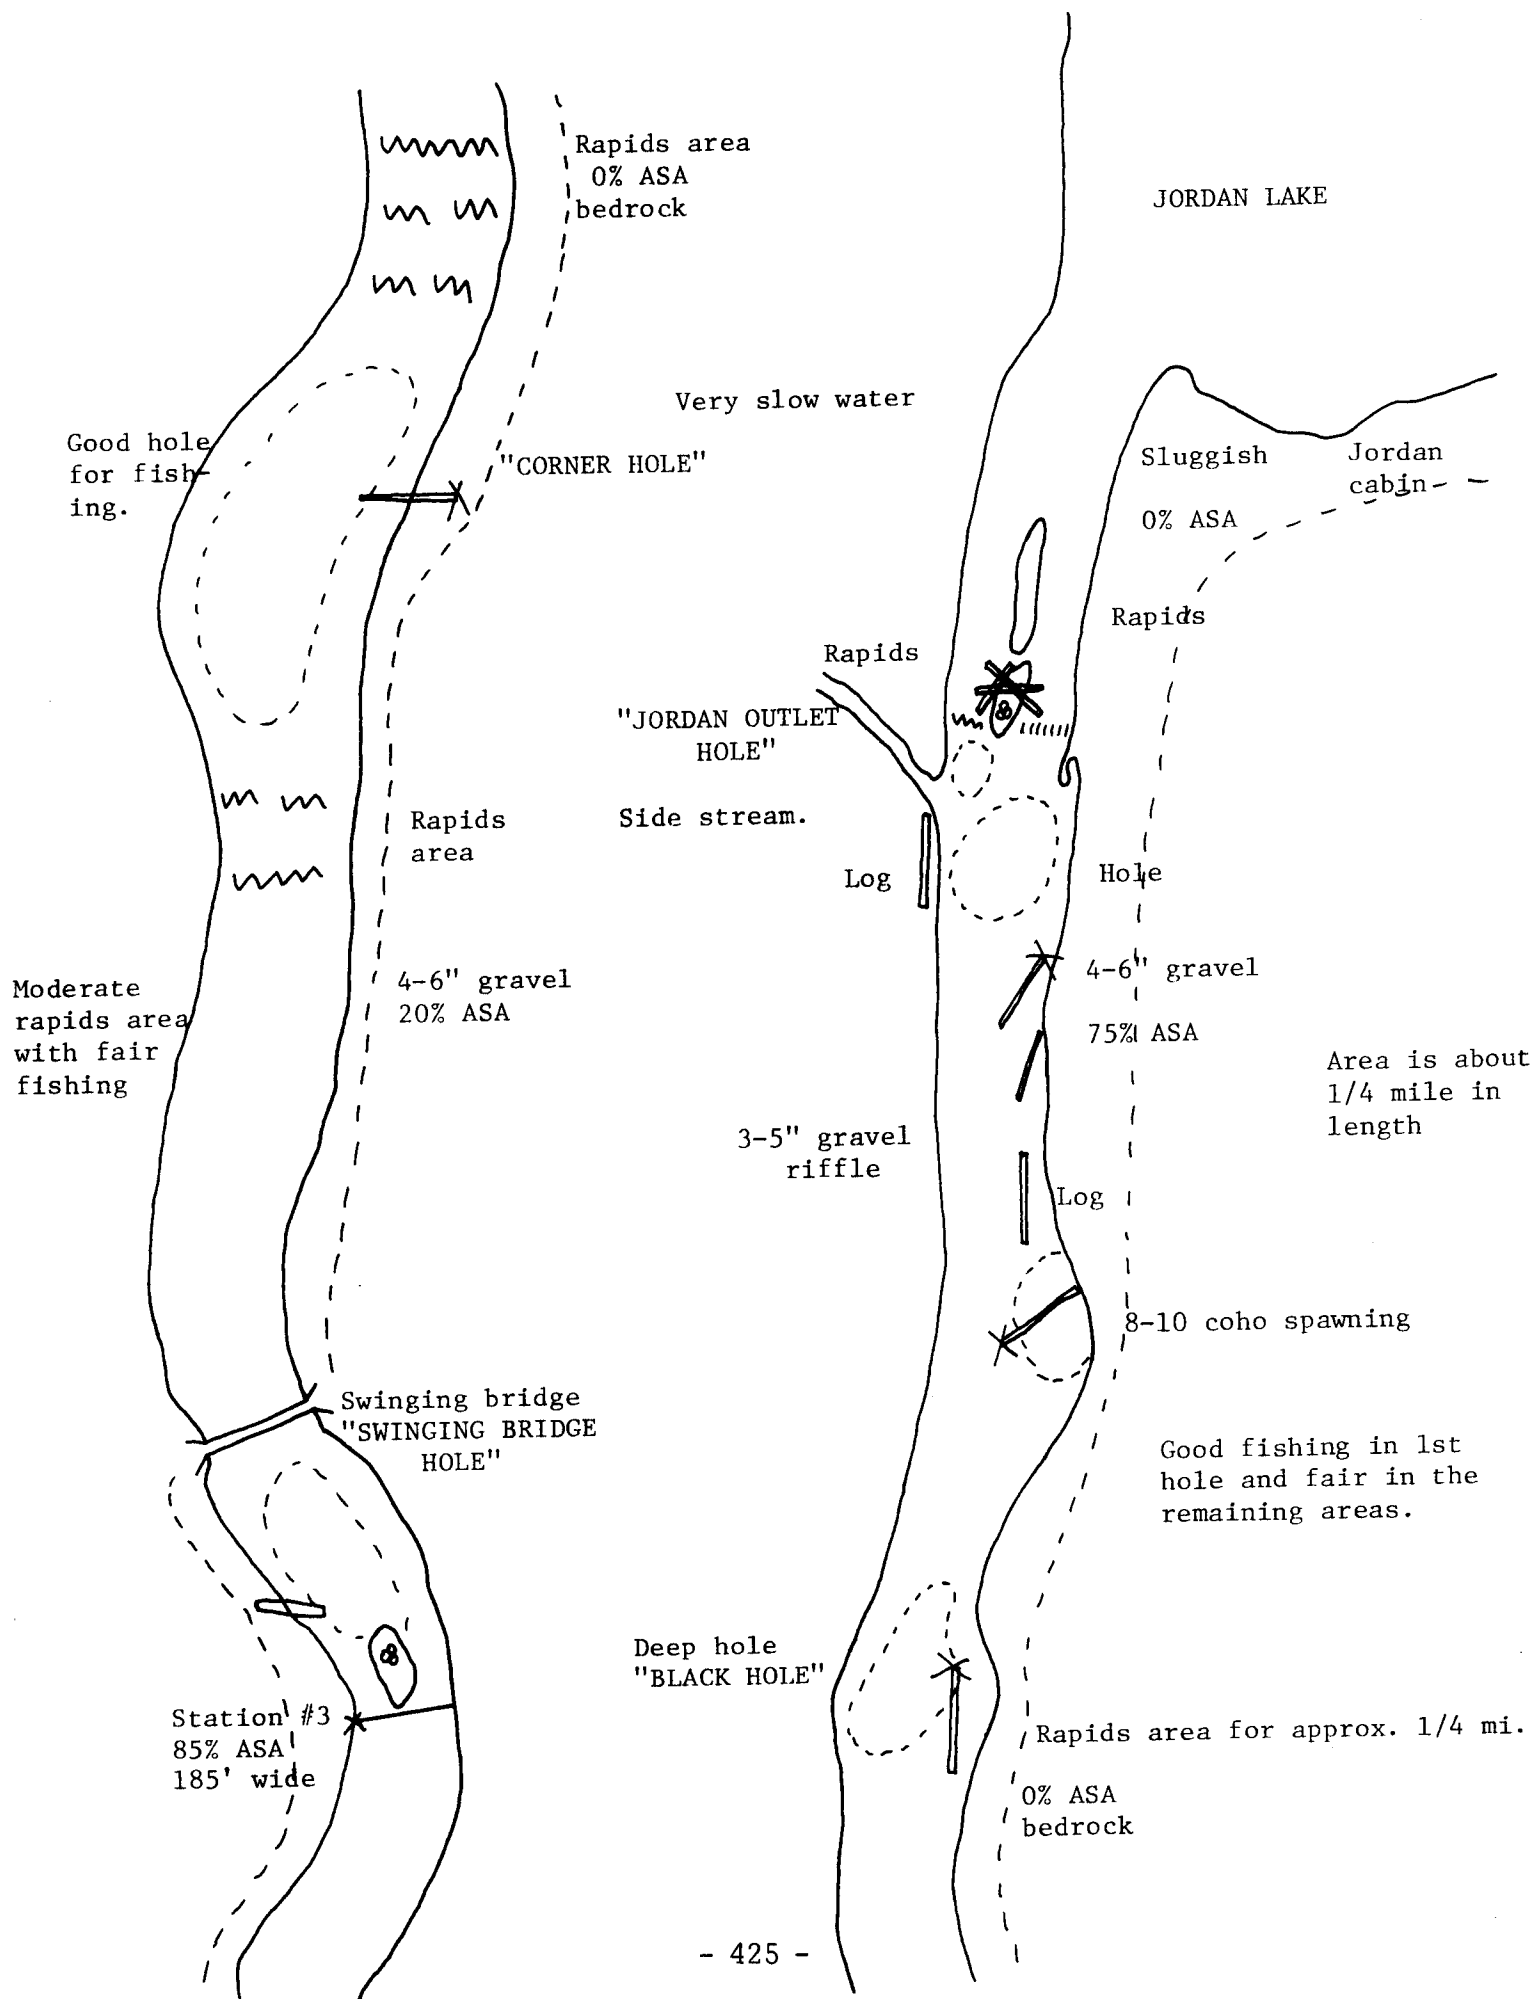 Rapids area
0% ASA
bedrock
Good hole
for fish-
ing.
"CORNER HOLE"
Rapids
area
Moderate
rapids area
with fair
fishing
4-6" gravel
20% ASA
Swinging bridge
"SWINGING BRIDGE
HOLE"
Station #3
85% ASA
185' wide
JORDAN LAKE
Very slow water
Sluggish
0% ASA
Jordan
cabin
Rapids
Rapids
"JORDAN OUTLET
HOLE"
Side stream.
Log
Hole
4-6" gravel
75% ASA
Area is about
1/4 mile in
length
3-5" gravel
riffle
Log
8-10 coho spawning
Good fishing in 1st
hole and fair in the
remaining areas.
Deep hole
"BLACK HOLE"
Rapids area for approx. 1/4 mi.
0% ASA
bedrock
- 425 -